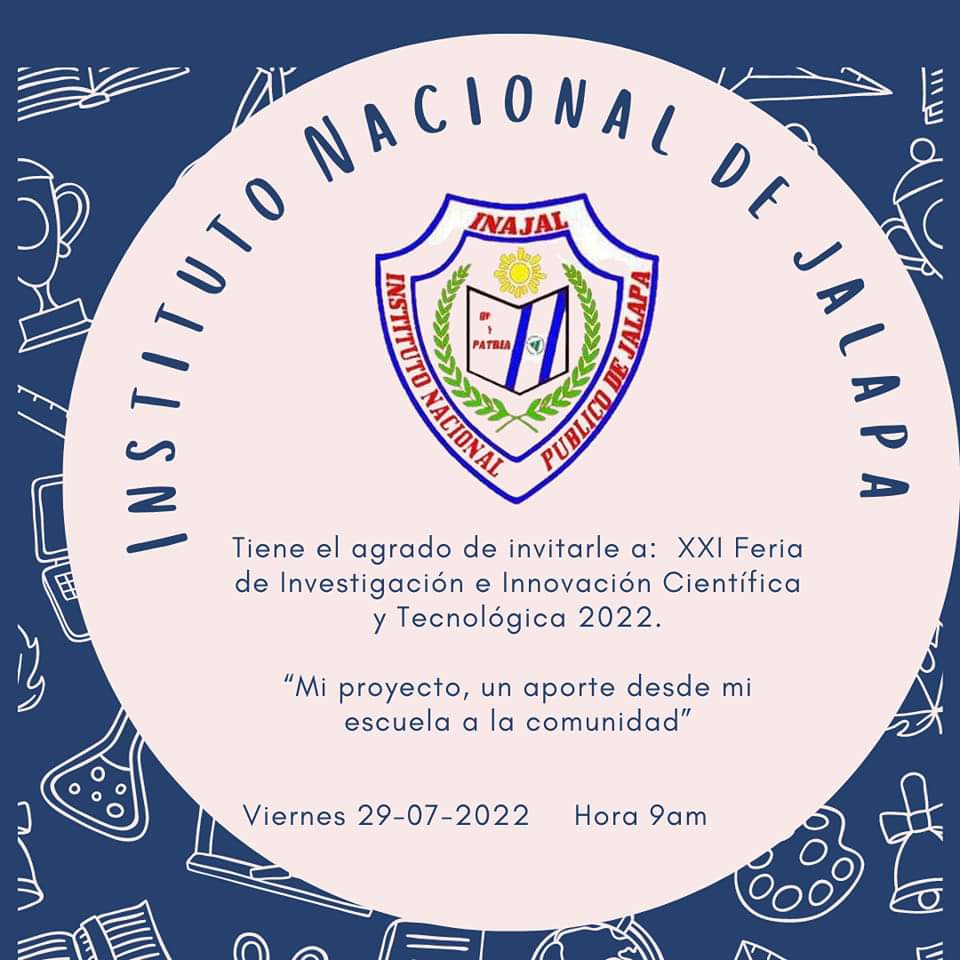 Instituto Nacional de Jalapa
INAJAL
INSTITUTO NACIONAL
PUBLICO DE JALAPA
Y
PATRIA
Tiene el agrado de invitarle a: XXI Feria
de Investigación e Innovación Científica
y Tecnológica 2022.
“Mi proyecto, un aporte desde mi
escuela a la comunidad”
Viernes 29-07-2022 Hora 9am